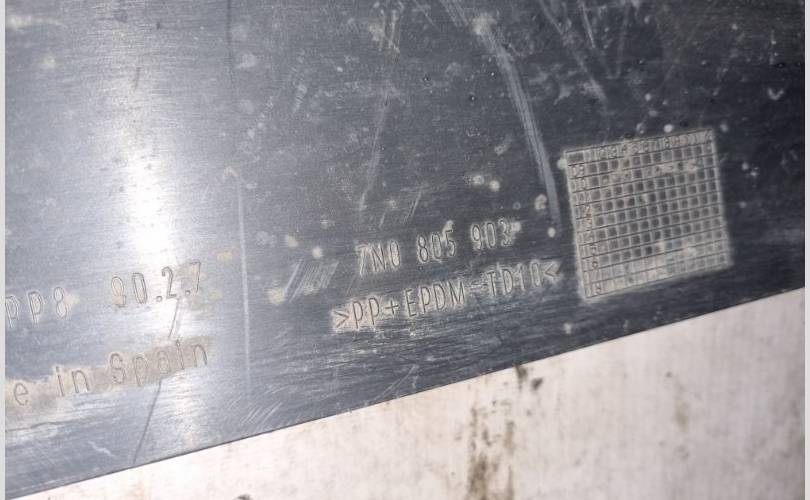 7N0 805 903
>PP+EPDM-TD10<
PP8 90.2.7
e in Spain